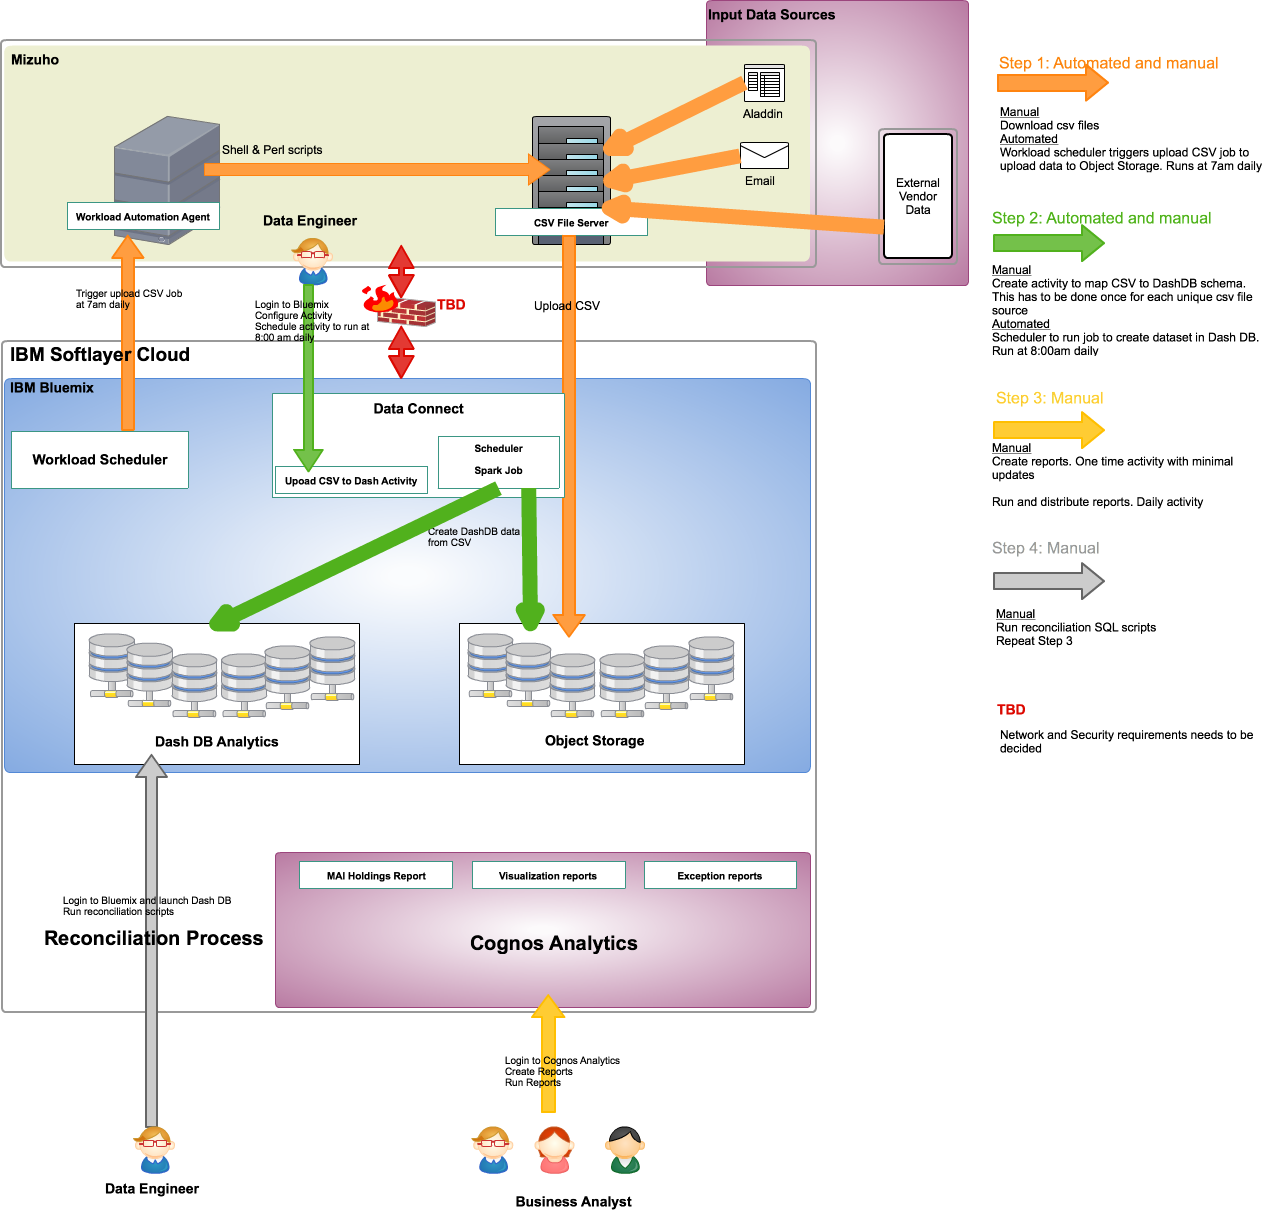 Input Data Sources
Mizuho
Aladdin
Email
External
Vendor
Data
Shell & Perl scripts
Workload Automation Agent
Data Engineer
CSV File Server
Trigger upload CSV Job
at 7am daily
Login to Bluemix
Configure Activity
Schedule activity to run at
8:00 am daily
TBD
Upload CSV
IBM Softlayer Cloud
IBM Bluemix
Workload Scheduler
Data Connect
Scheduler
Spark Job
Upoad CSV to Dash Activity
Create DashDB data
from CSV
Dash DB Analytics
Object Storage
MAI Holdings Report
Visualization reports
Exception reports
Cognos Analytics
Login to Bluemix and launch Dash DB
Run reconciliation scripts
Reconciliation Process
Login to Cognos Analytics
Create Reports
Run Reports
Data Engineer
Business Analyst
Step 1: Automated and manual
Manual
Download csv files
Automated
Workload scheduler triggers upload CSV job to
upload data to Object Storage. Runs at 7am daily
Step 2: Automated and manual
Manual
Create activity to map CSV to DashDB schema.
This has to be done once for each unique csv file
source
Automated
Scheduler to run job to create dataset in Dash DB.
Run at 8:00am daily
Step 3: Manual
Manual
Create reports. One time activity with minimal
updates
Run and distribute reports. Daily activity
Step 4: Manual
Manual
Run reconciliation SQL scripts
Repeat Step 3
TBD
Network and Security requirements needs to be
decided